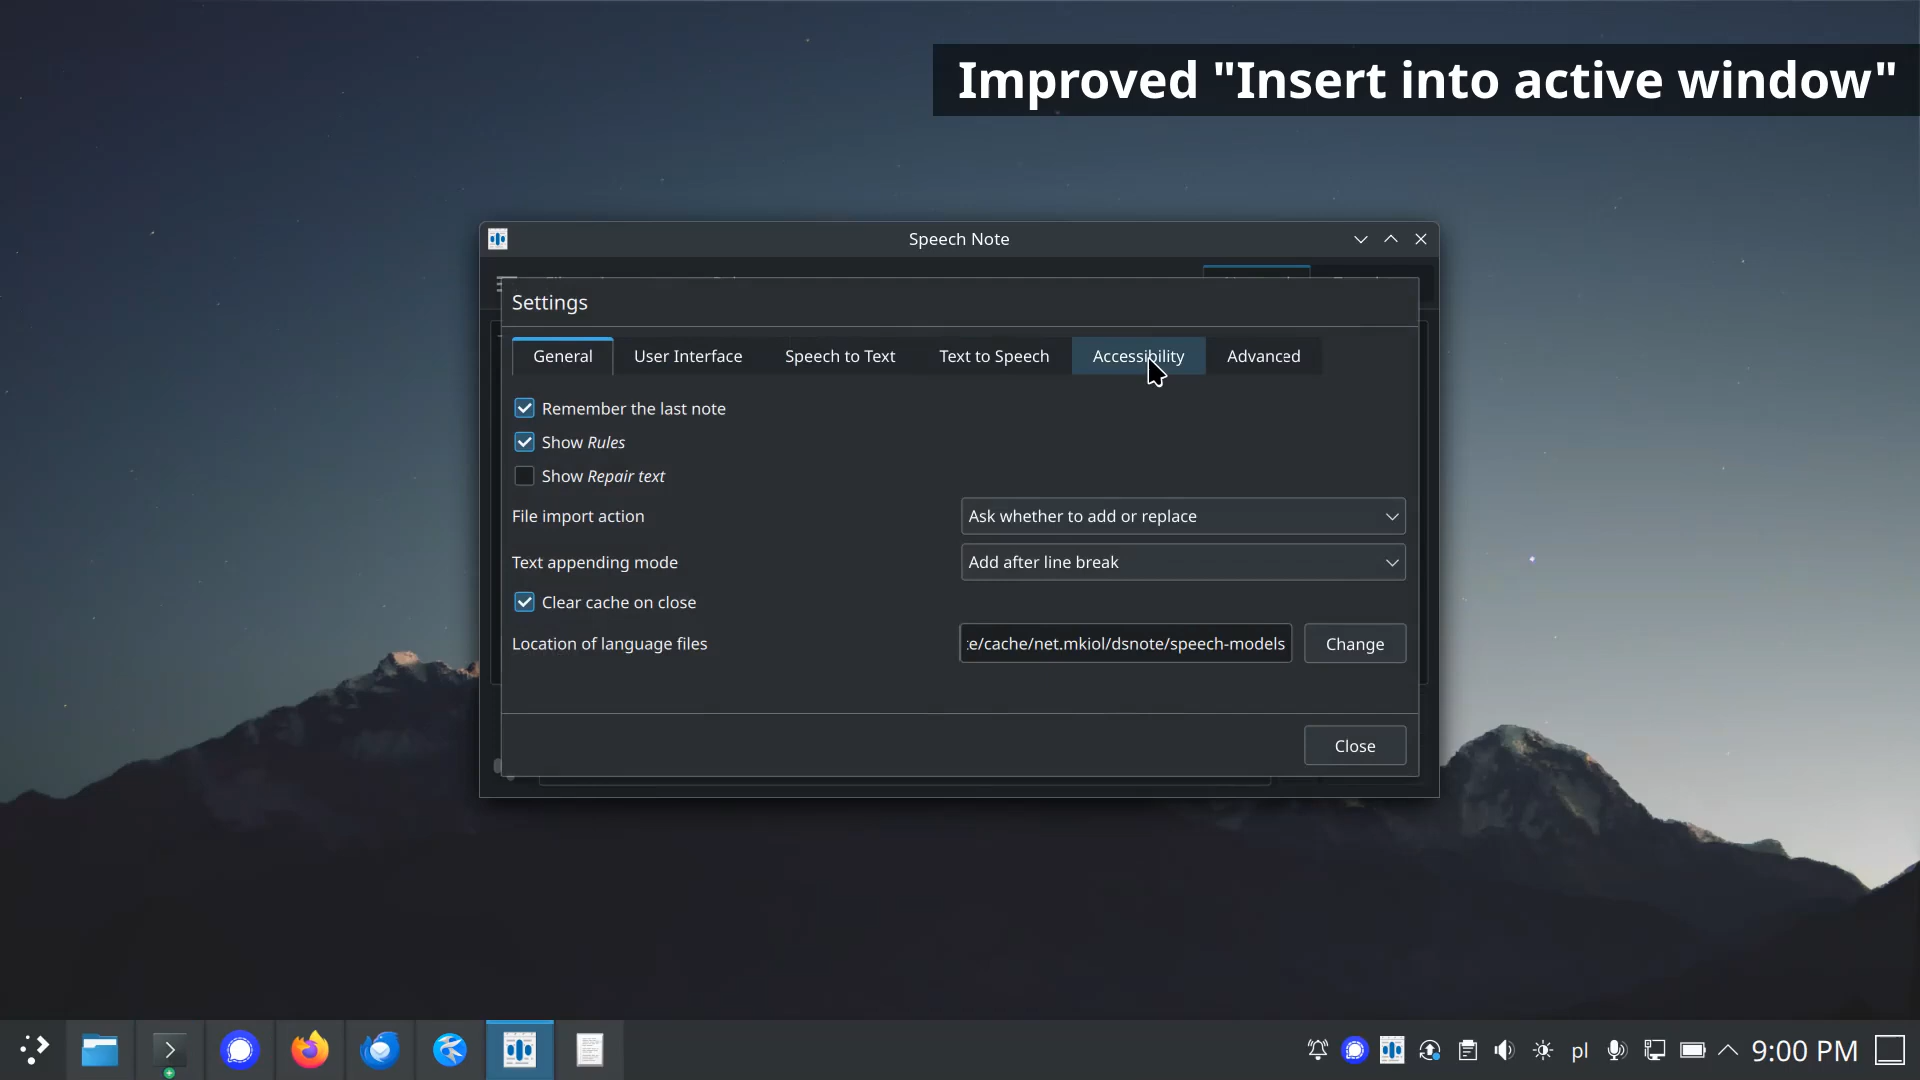 Improved "Insert into active window"
Speech Note
Settings
General User Interface Speech to Text Text to Speech Accessibility Advanced
Remember the last note
Show Rules
Show Repair text
File import action Ask whether to add or replace
Text appending mode Add after line break
Clear cache on close
Location of language files :e/cache/net.mkiol/dsnote/speech-models Change
Close
pl 9:00 PM